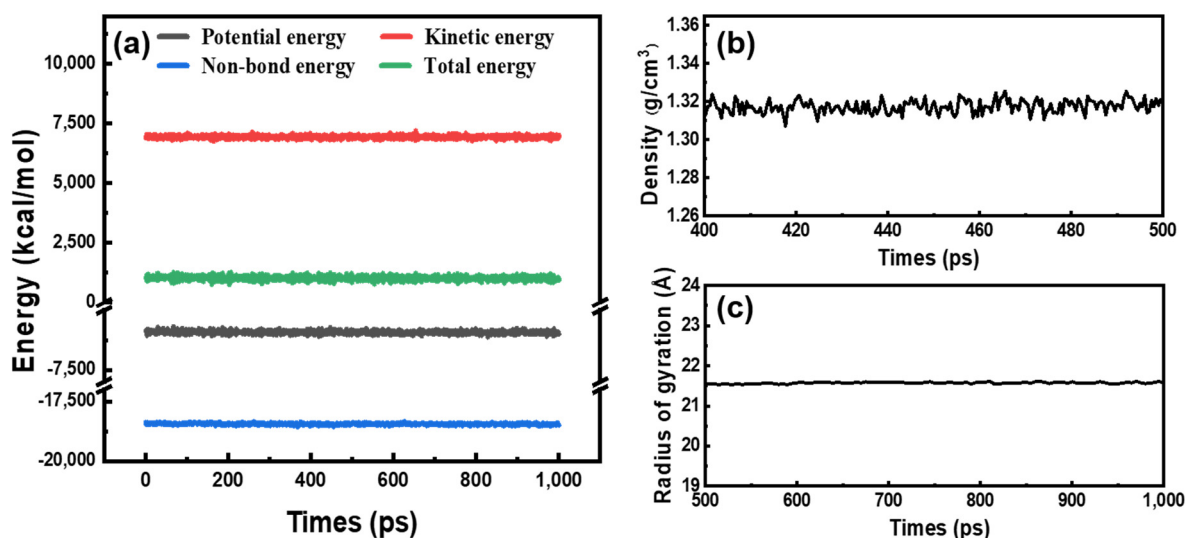 (a)
Potential energy
Kinetic energy
Non-bond energy
Total energy
Energy (kcal/mol)
10,000
7,500
5,000
2,500
0
-7,500
-17,500
-20,000
0 200 400 600 800 1,000
Times (ps)
(b)
Density (g/cm³)
1.36
1.34
1.32
1.30
1.28
1.26
400 420 440 460 480 500
Times (ps)
(c)
Radius of gyration (Å)
24
23
22
21
20
19
500 600 700 800 900 1,000
Times (ps)